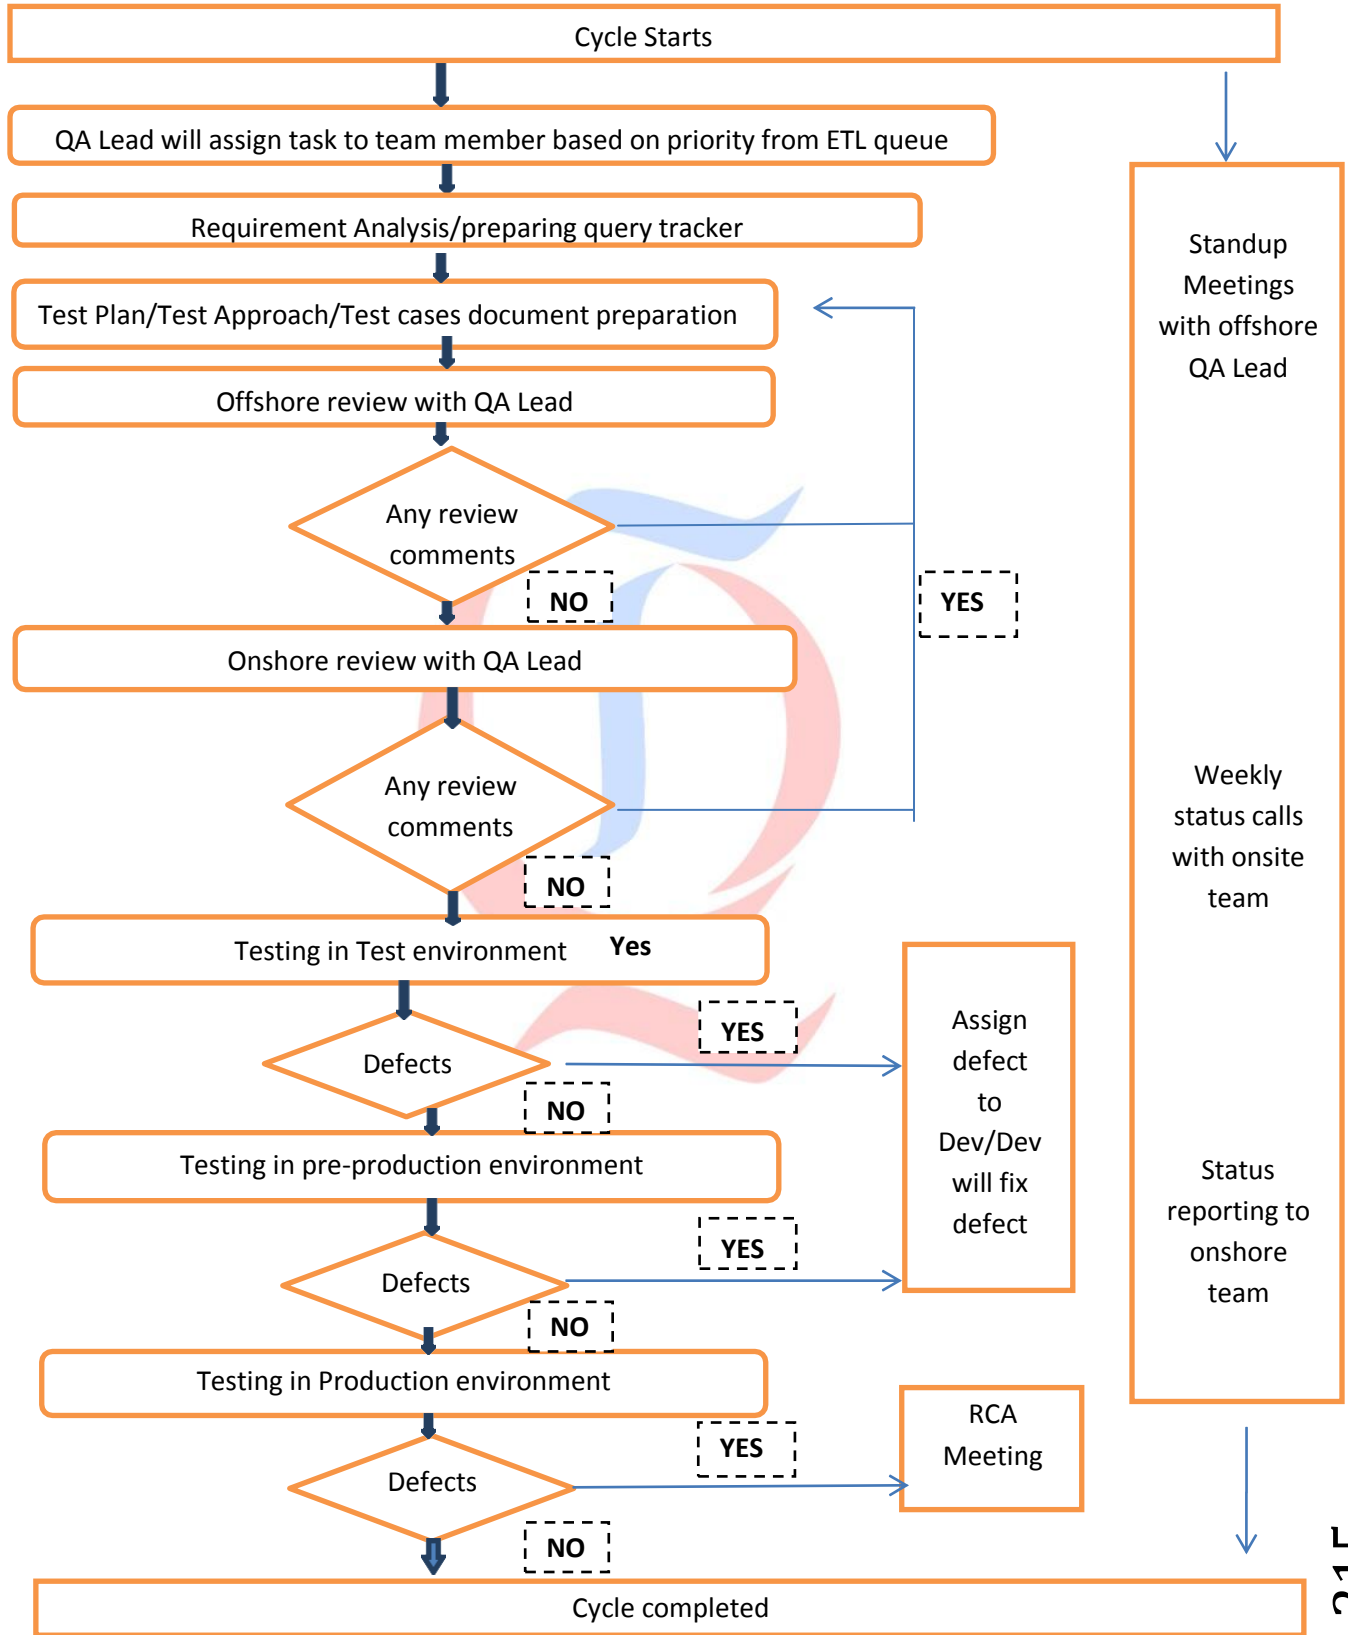 Cycle Starts
QA Lead will assign task to team member based on priority from ETL queue
Requirement Analysis/preparing query tracker
Test Plan/Test Approach/Test cases document preparation
Offshore review with QA Lead
Any review
comments
NO
YES
Onshore review with QA Lead
Any review
comments
NO
Testing in Test environment Yes
Defects
YES
NO
Assign
defect
to
Dev/Dev
will fix
defect
Testing in pre-production environment
Defects
YES
NO
Testing in Production environment
Defects
YES
NO
RCA
Meeting
Standup
Meetings
with offshore
QA Lead
Weekly
status calls
with onsite
team
Status
reporting to
onshore
team
Cycle completed